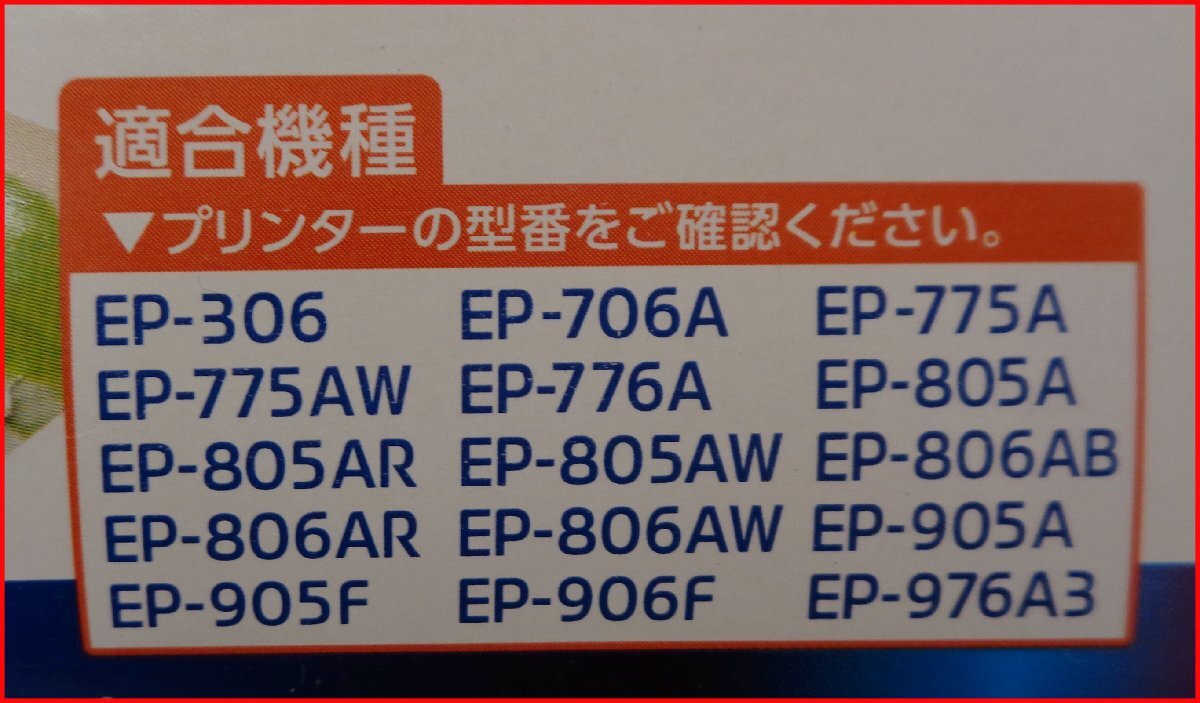 適合機種
▼プリンターの型番をご確認ください。
EP-306 EP-706A EP-775A
EP-775AW EP-776A EP-805A
EP-805AR EP-805AW EP-806AB
EP-806AR EP-806AW EP-905A
EP-905F EP-906F EP-976A3